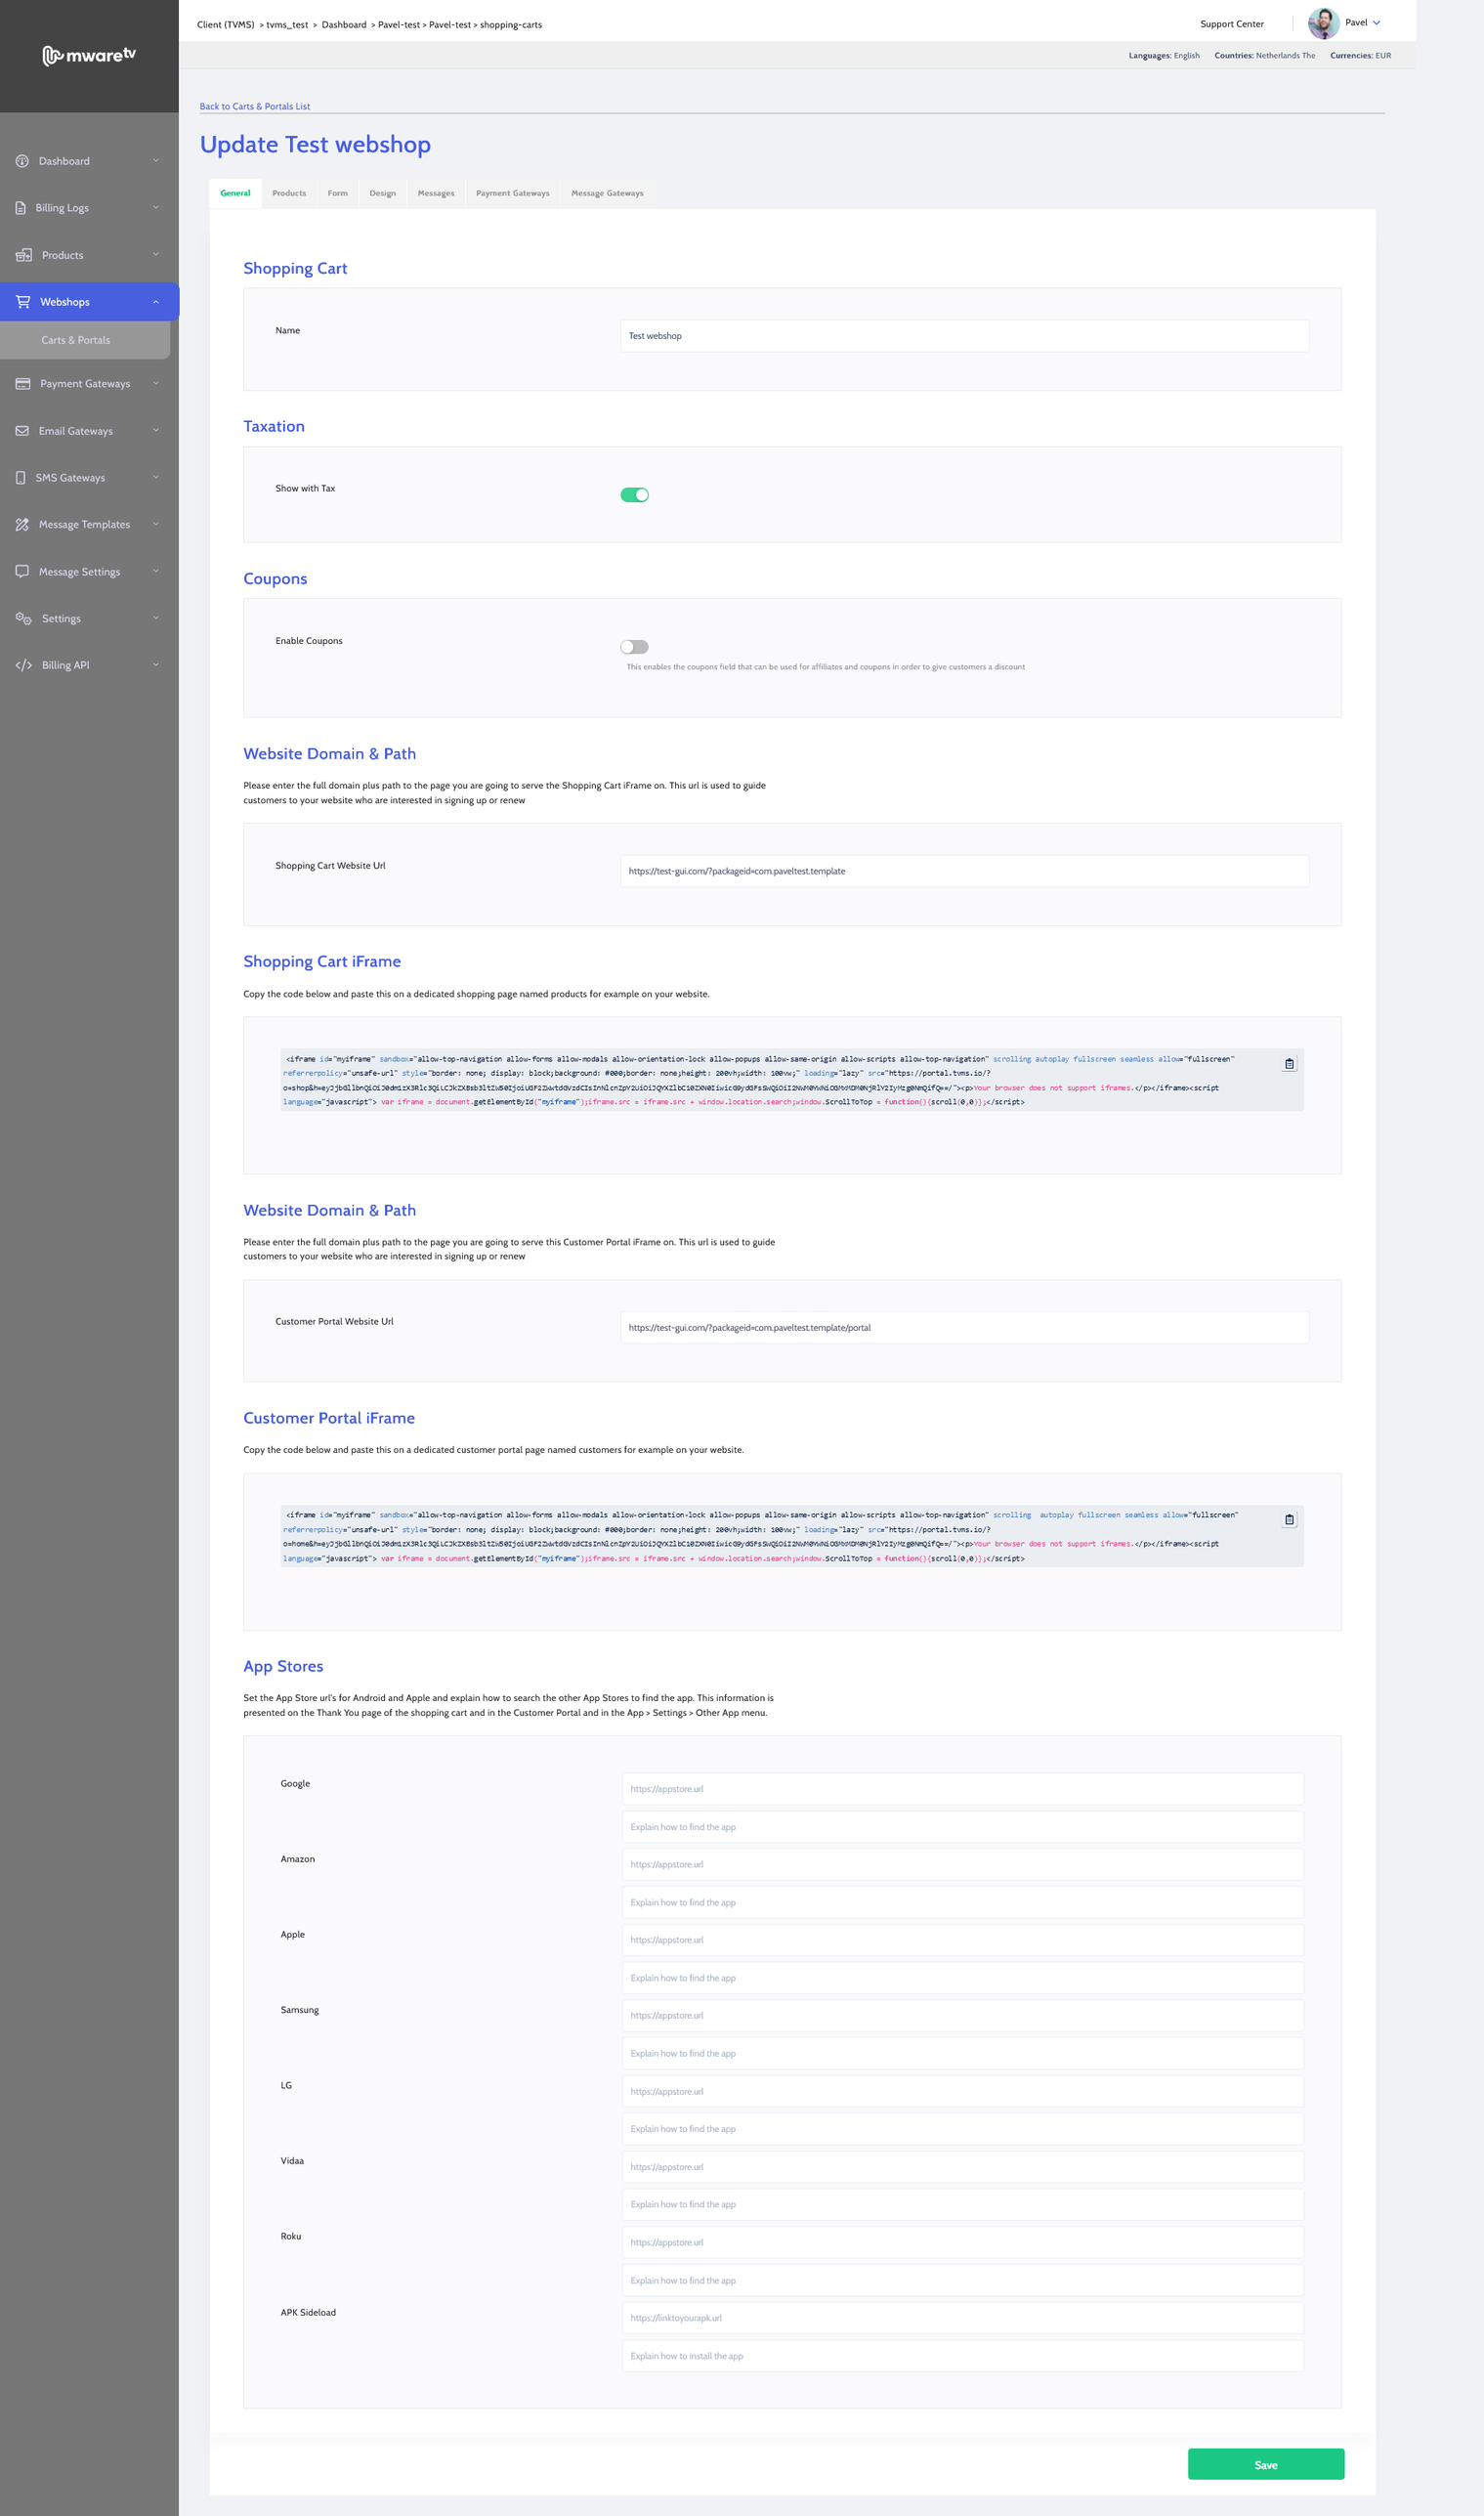 mwaretv
Client (TVMS) > tvms_test > Dashboard > Pavel-test > Pavel-test > shopping-carts
Support Center
Pavel
Languages: English Countries: Netherlands The Currencies: EUR
Dashboard
Billing Logs
Products
Webshops
Carts & Portals
Payment Gateways
Email Gateways
SMS Gateways
Message Templates
Message Settings
Settings
Billing API
Back to Carts & Portals List
Update Test webshop
General Products Form Design Messages Payment Gateways Message Gateways
Shopping Cart
Name
Test webshop
Taxation
Show with Tax
Coupons
Enable Coupons
This enables the coupons field that can be used for affiliates and coupons in order to give customers a discount
Website Domain & Path
Please enter the full domain plus path to the page you are going to serve the Shopping Cart iFrame on. This url is used to guide
customers to your website who are interested in signing up or renew
Shopping Cart Website Url
https://test-gui.com/?packageid=com.paveltest.template
Shopping Cart iFrame
Copy the code below and paste this on a dedicated shopping page named products for example on your website.
<iframe id="myiframe" sandbox="allow-top-navigation allow-forms allow-modals allow-orientation-lock allow-popups allow-same-origin allow-scripts allow-top-navigation" scrolling autoplay fullscreen seamless allow="fullscreen"
referrerpolicy="unsafe-url" style="border: none; display: block;background: #000;border: none;height: 200vh;width: 100vw;" loading="lazy" src="https://portal.tvms.io/?
"><p>Your browser does not support iframes.</p></iframe><script
language="javascript"> var iframe = document.getElementById("myiframe");iframe.src = iframe.src + window.location.search;window.ScrollToTop = function(){scroll(0,0)};</script>
Website Domain & Path
Please enter the full domain plus path to the page you are going to serve this Customer Portal iFrame on. This url is used to guide
customers to your website who are interested in signing up or renew
Customer Portal Website Url
https://test-gui.com/?packageid=com.paveltest.template/portal
Customer Portal iFrame
Copy the code below and paste this on a dedicated customer portal page named customers for example on your website.
<iframe id="myiframe" sandbox="allow-top-navigation allow-forms allow-modals allow-orientation-lock allow-popups allow-same-origin allow-scripts allow-top-navigation" scrolling autoplay fullscreen seamless allow="fullscreen"
referrerpolicy="unsafe-url" style="border: none; display: block;background: #000;border: none;height: 200vh;width: 100vw;" loading="lazy" src="https://portal.tvms.io/?
"><p>Your browser does not support iframes.</p></iframe><script
language="javascript"> var iframe = document.getElementById("myiframe");iframe.src = iframe.src + window.location.search;window.ScrollToTop = function(){scroll(0,0)};</script>
App Stores
Set the App Store url's for Android and Apple and explain how to search the other App Stores to find the app. This information is
presented on the Thank You page of the shopping cart and in the Customer Portal and in the App > Settings > Other App menu.
Google
https://appstore.url
Explain how to find the app
Amazon
https://appstore.url
Explain how to find the app
Apple
https://appstore.url
Explain how to find the app
Samsung
https://appstore.url
Explain how to find the app
LG
https://appstore.url
Explain how to find the app
Vidaa
https://appstore.url
Explain how to find the app
Roku
https://appstore.url
Explain how to find the app
APK Sideload
https://linktoyourapk.url
Explain how to install the app
Save